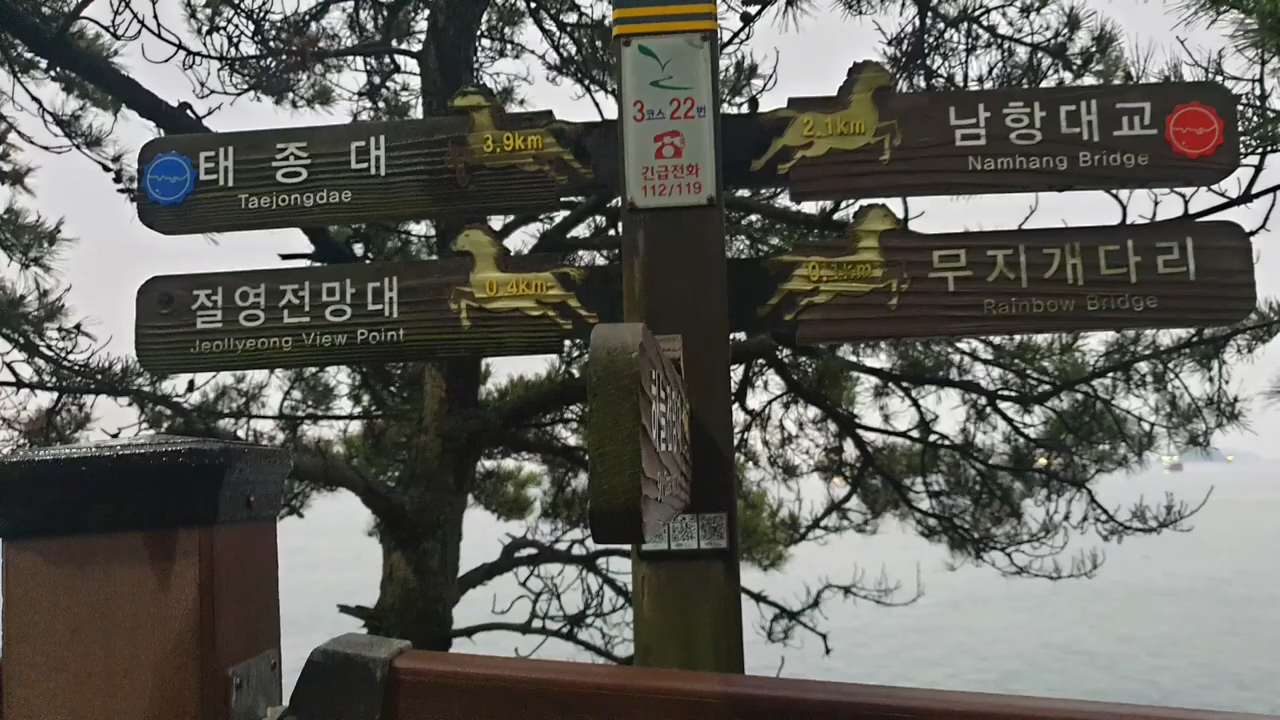 3코스 22번
긴급전화
112/119
태종대
Taejongdae
3.9km
2.1km
남항대교
Namhang Bridge
절영전망대
Jeollyeong View Point
0.4km
무지개다리
Rainbow Bridge